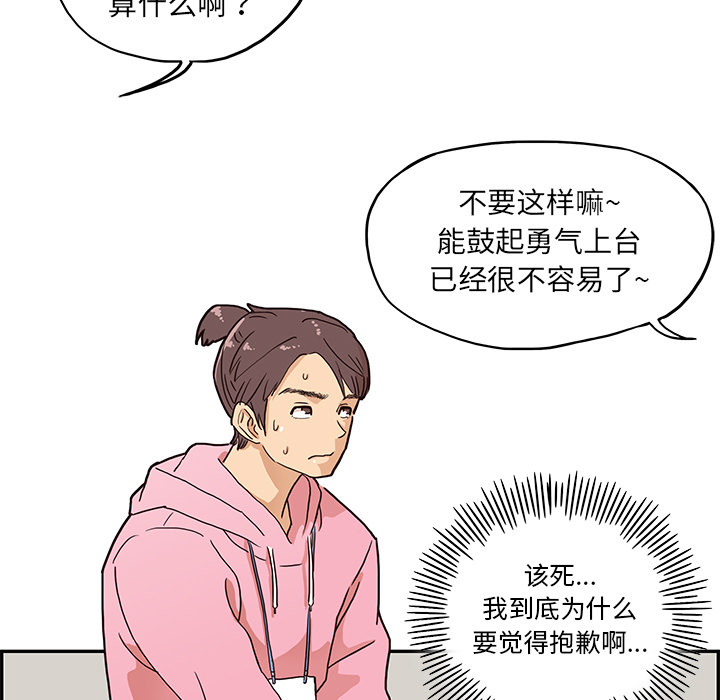 算什么啊？
不要这样嘛~
能鼓起勇气上台
已经很不容易了~
该死...
我到底为什么
要觉得抱歉啊...